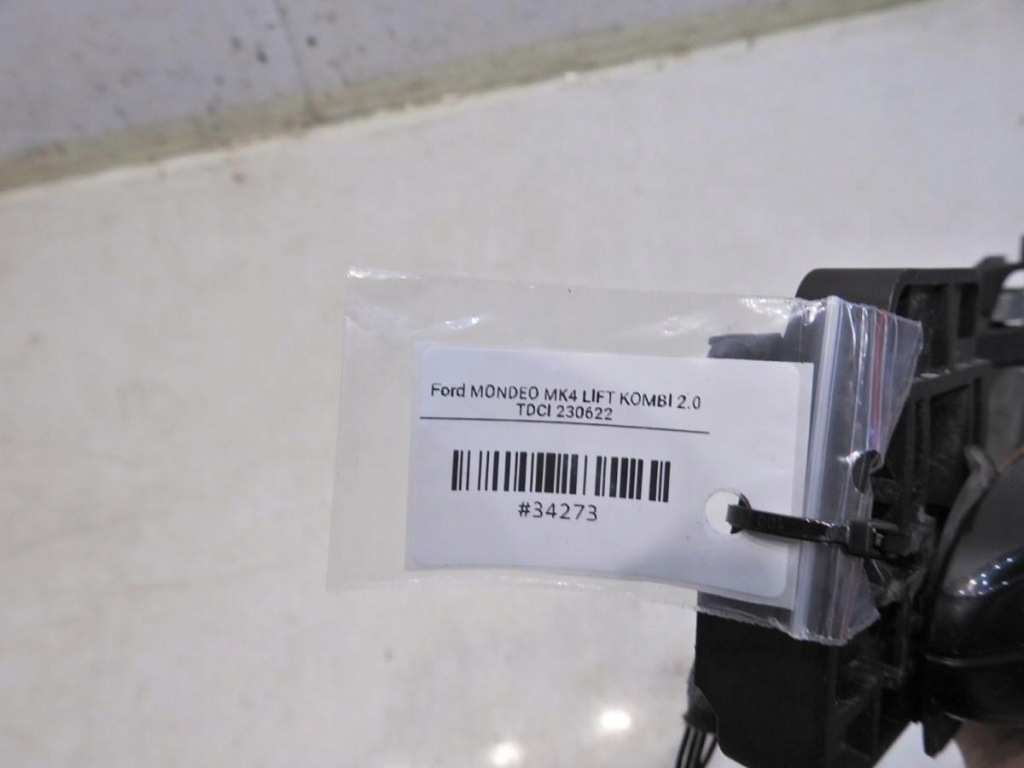 Ford MONDEO MK4 LIFT KOMBI 2.0
TDCI 230622
#34273